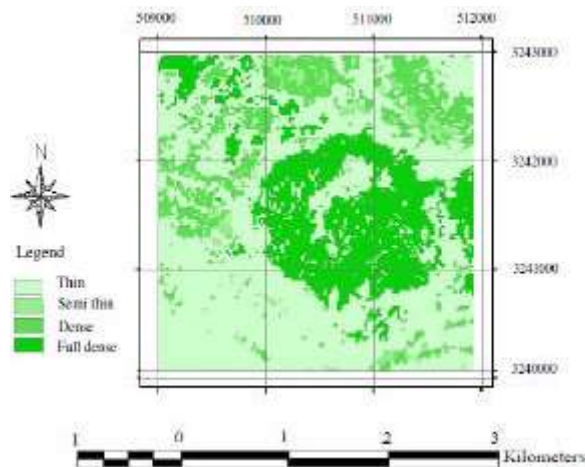 509000 510000 511000 512000
3243000
3242000
3243000
3240000
N
Legend
Thin
Semi thin
Dense
Full dense
1 0 1 2 3 Kilometers